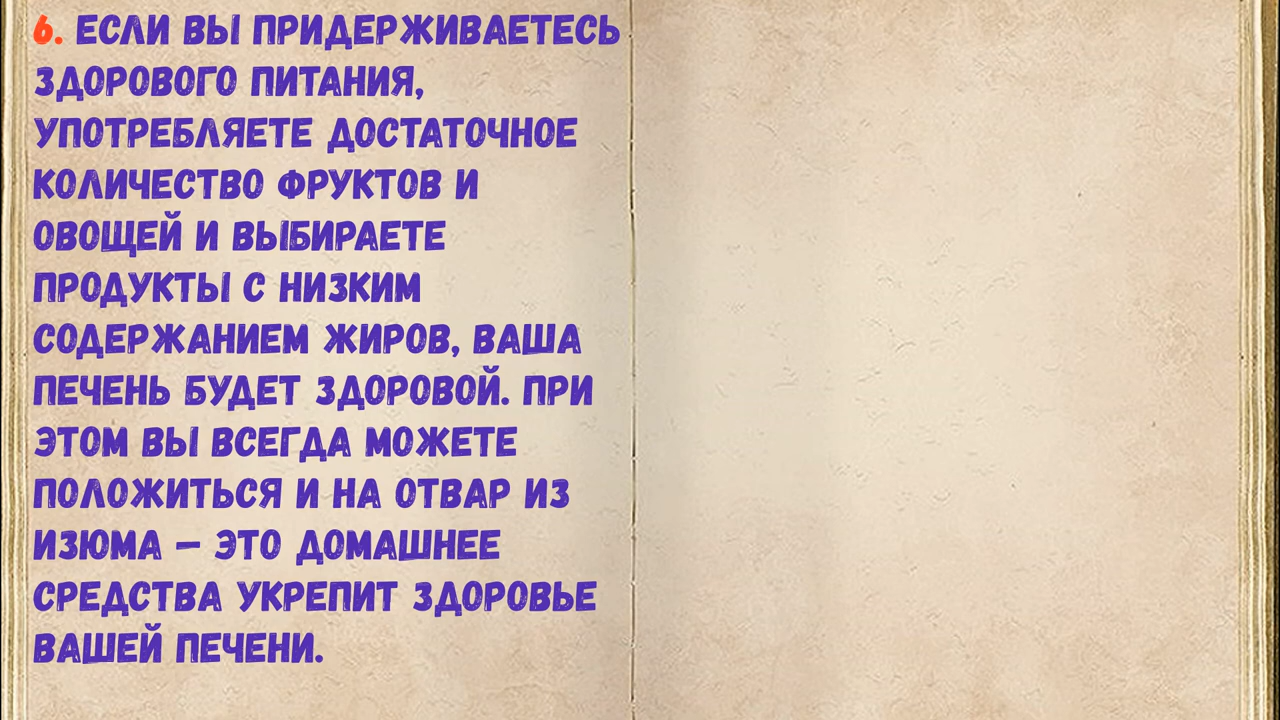 6. ЕСЛИ ВЫ ПРИДЕРЖИВАЕТЕСЬ
ЗДОРОВОГО ПИТАНИЯ,
УПОТРЕБЛЯЕТЕ ДОСТАТОЧНОЕ
КОЛИЧЕСТВО ФРУКТОВ И
ОВОЩЕЙ И ВЫБИРАЕТЕ
ПРОДУКТЫ С НИЗКИМ
СОДЕРЖАНИЕМ ЖИРОВ, ВАША
ПЕЧЕНЬ БУДЕТ ЗДОРОВОЙ. ПРИ
ЭТОМ ВЫ ВСЕГДА МОЖЕТЕ
ПОЛОЖИТЬСЯ И НА ОТВАР ИЗ
ИЗЮМА – ЭТО ДОМАШНЕЕ
СРЕДСТВА УКРЕПИТ ЗДОРОВЬЕ
ВАШЕЙ ПЕЧЕНИ.